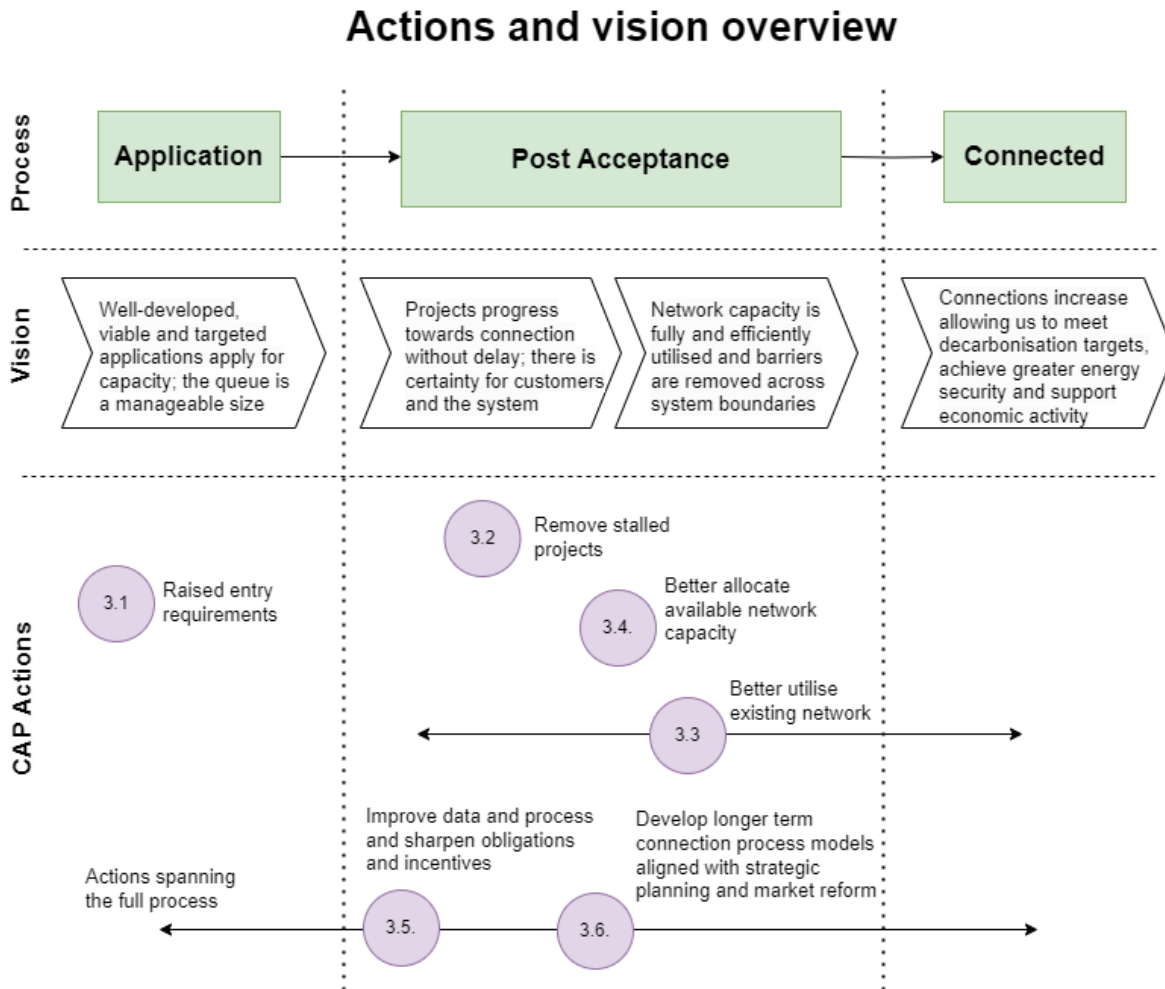 Actions and vision overview
Process
Application
Post Acceptance
Connected
Vision
Well-developed,
viable and targeted
applications apply for
capacity; the queue is
a manageable size
Projects progress
towards connection
without delay; there is
certainty for customers
and the system
Network capacity is
fully and efficiently
utilised and barriers
are removed across
system boundaries
Connections increase
allowing us to meet
decarbonisation targets,
achieve greater energy
security and support
economic activity
CAP Actions
3.1
Raised entry
requirements
3.2
Remove stalled
projects
3.4.
Better allocate
available network
capacity
3.3
Better utilise
existing network
Actions spanning
the full process
3.5.
Improve data and process
and sharpen obligations
and incentives
3.6.
Develop longer term
connection process models
aligned with strategic
planning and market reform